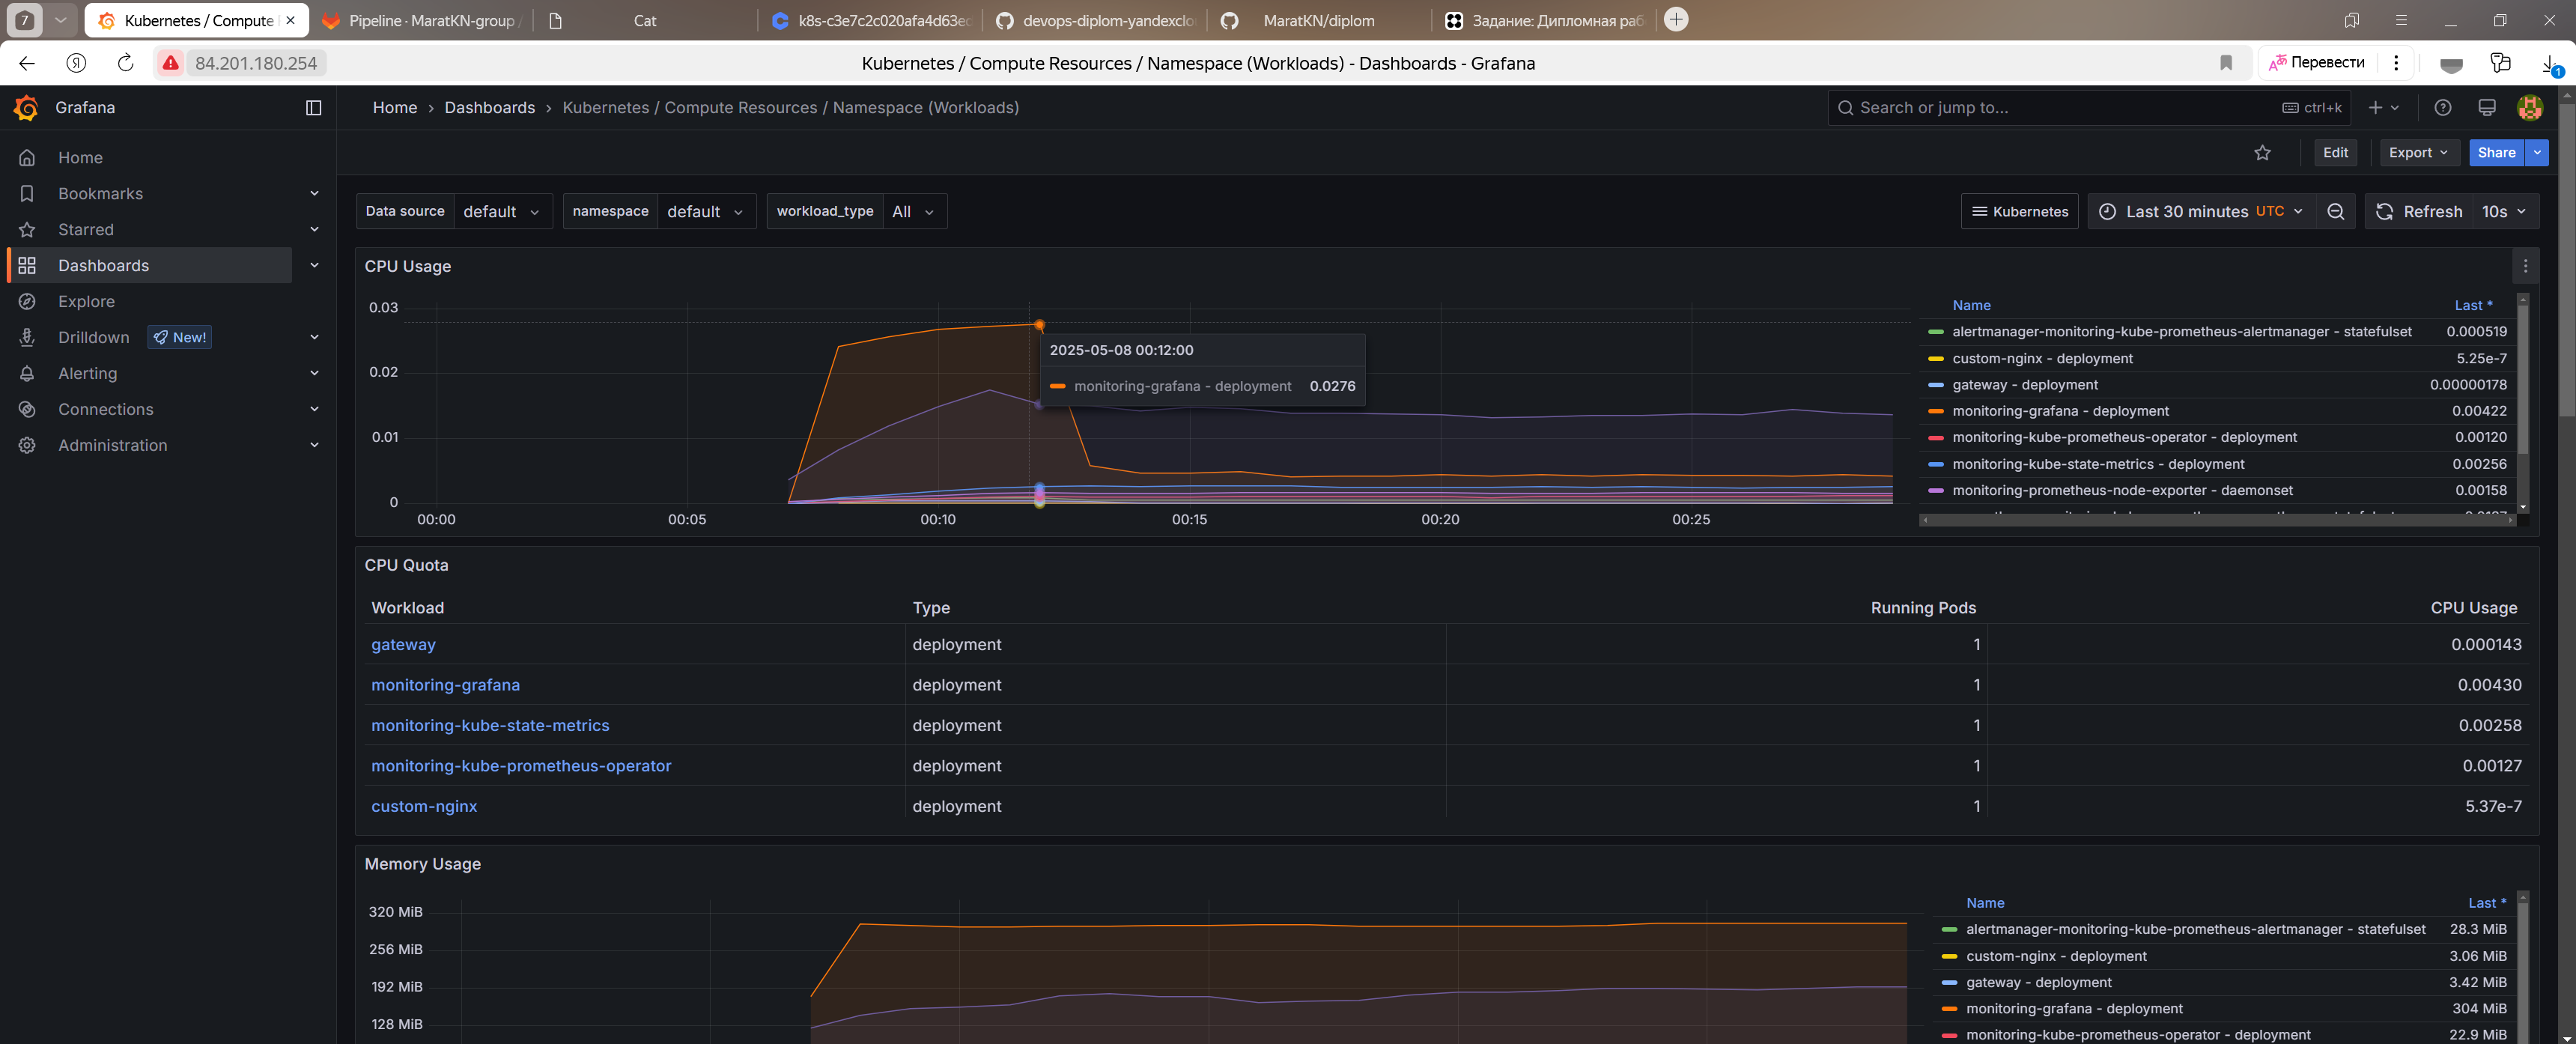 7
Kubernetes / Compute
Pipeline · MaratKN-group /
Cat
k8s-c3e7c2c020afa4d63ec
devops-diplom-yandexclo
MaratKN/diplom
Задание: Дипломная раб
84.201.180.254
Kubernetes / Compute Resources / Namespace (Workloads) - Dashboards - Grafana
Перевести
1
Grafana
Home › Dashboards › Kubernetes / Compute Resources / Namespace (Workloads)
Search or jump to...
ctrl+k
Edit
Export
Share
Home
Bookmarks
Starred
Dashboards
Explore
Drilldown New!
Alerting
Connections
Administration
Data source default
namespace default
workload_type All
Kubernetes
Last 30 minutes UTC
Refresh 10s
CPU Usage
0.03
0.02
0.01
0
00:00 00:05 00:10 00:15 00:20 00:25
2025-05-08 00:12:00
monitoring-grafana - deployment 0.0276
Name Last *
alertmanager-monitoring-kube-prometheus-alertmanager - statefulset 0.000519
custom-nginx - deployment 5.25e-7
gateway - deployment 0.00000178
monitoring-grafana - deployment 0.00422
monitoring-kube-prometheus-operator - deployment 0.00120
monitoring-kube-state-metrics - deployment 0.00256
monitoring-prometheus-node-exporter - daemonset 0.00158
CPU Quota
Workload Type Running Pods CPU Usage
gateway deployment 1 0.000143
monitoring-grafana deployment 1 0.00430
monitoring-kube-state-metrics deployment 1 0.00258
monitoring-kube-prometheus-operator deployment 1 0.00127
custom-nginx deployment 1 5.37e-7
Memory Usage
320 MiB
256 MiB
192 MiB
128 MiB
Name Last *
alertmanager-monitoring-kube-prometheus-alertmanager - statefulset 28.3 MiB
custom-nginx - deployment 3.06 MiB
gateway - deployment 3.42 MiB
monitoring-grafana - deployment 304 MiB
monitoring-kube-prometheus-operator - deployment 22.9 MiB